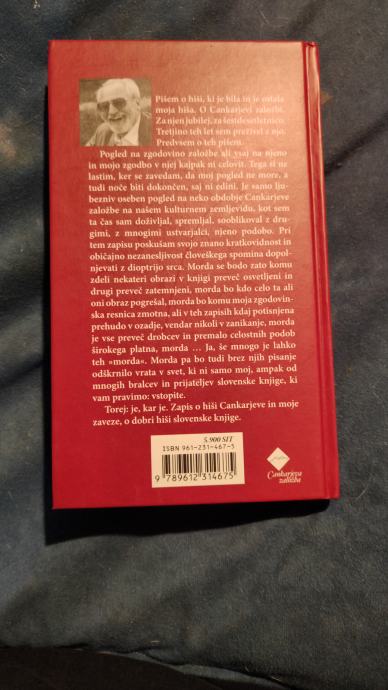 Pišem o hiši, ki je bila in je ostala
moja hiša. O Cankarjevi založbi.
Za njen jubilej, za šestdesetletnico.
Tretjino teh let sem preživel z njo.
Predvsem o teh pišem.
Pogled na zgodovino založbe ali vsaj na njeno
in mojo zgodbo v njej kajpak ni celovit. Tega si ne
lastim, ker se zavedam, da moj pogled ne more, a
tudi noče biti dokončen, saj ni edini. Je samo lju-
bezniv oseben pogled na neko obdobje Cankarjeve
založbe na našem kulturnem zemljevidu, kot sem
ta čas sam doživljal, spremljal, sooblikoval z dru-
gimi, z mnogimi ustvarjalci, njeno podobo. Pri
tem zapisu poskušam svojo znano kratkovidnost in
običajno nezanesljivost človeškega spomina dopol-
njevati z dioptrijo srca. Morda se bodo zato komu
zdeli nekateri obrazi v knjigi preveč osvetljeni in
drugi preveč zatemnjeni, morda bo kdo celo ta ali
oni obraz pogrešal, morda bo komu moja zgodovin-
ska resnica zmotna, ali v teh zapisih kdaj potisnjena
prehudo v ozadje, vendar nikoli v zanikanje, morda
je vse preveč drobcev in premalo celostnih podob
širokega platna, morda ... Ja, še mnogo je lahko
teh »morda«. Morda pa bo tudi brez njih pisanje
odškrnilo vrata v svet, ki ni samo moj, ampak od
mnogih bralcev in prijateljev slovenske knjige, ki
vam pravimo: vstopite.
Torej: je, kar je. Zapis o hiši Cankarjeve in moje
zaveze, o dobri hiši slovenske knjige.
5.900 SIT
ISBN 961-231-467-5
9 789612 314675
Cankarjeva
založba